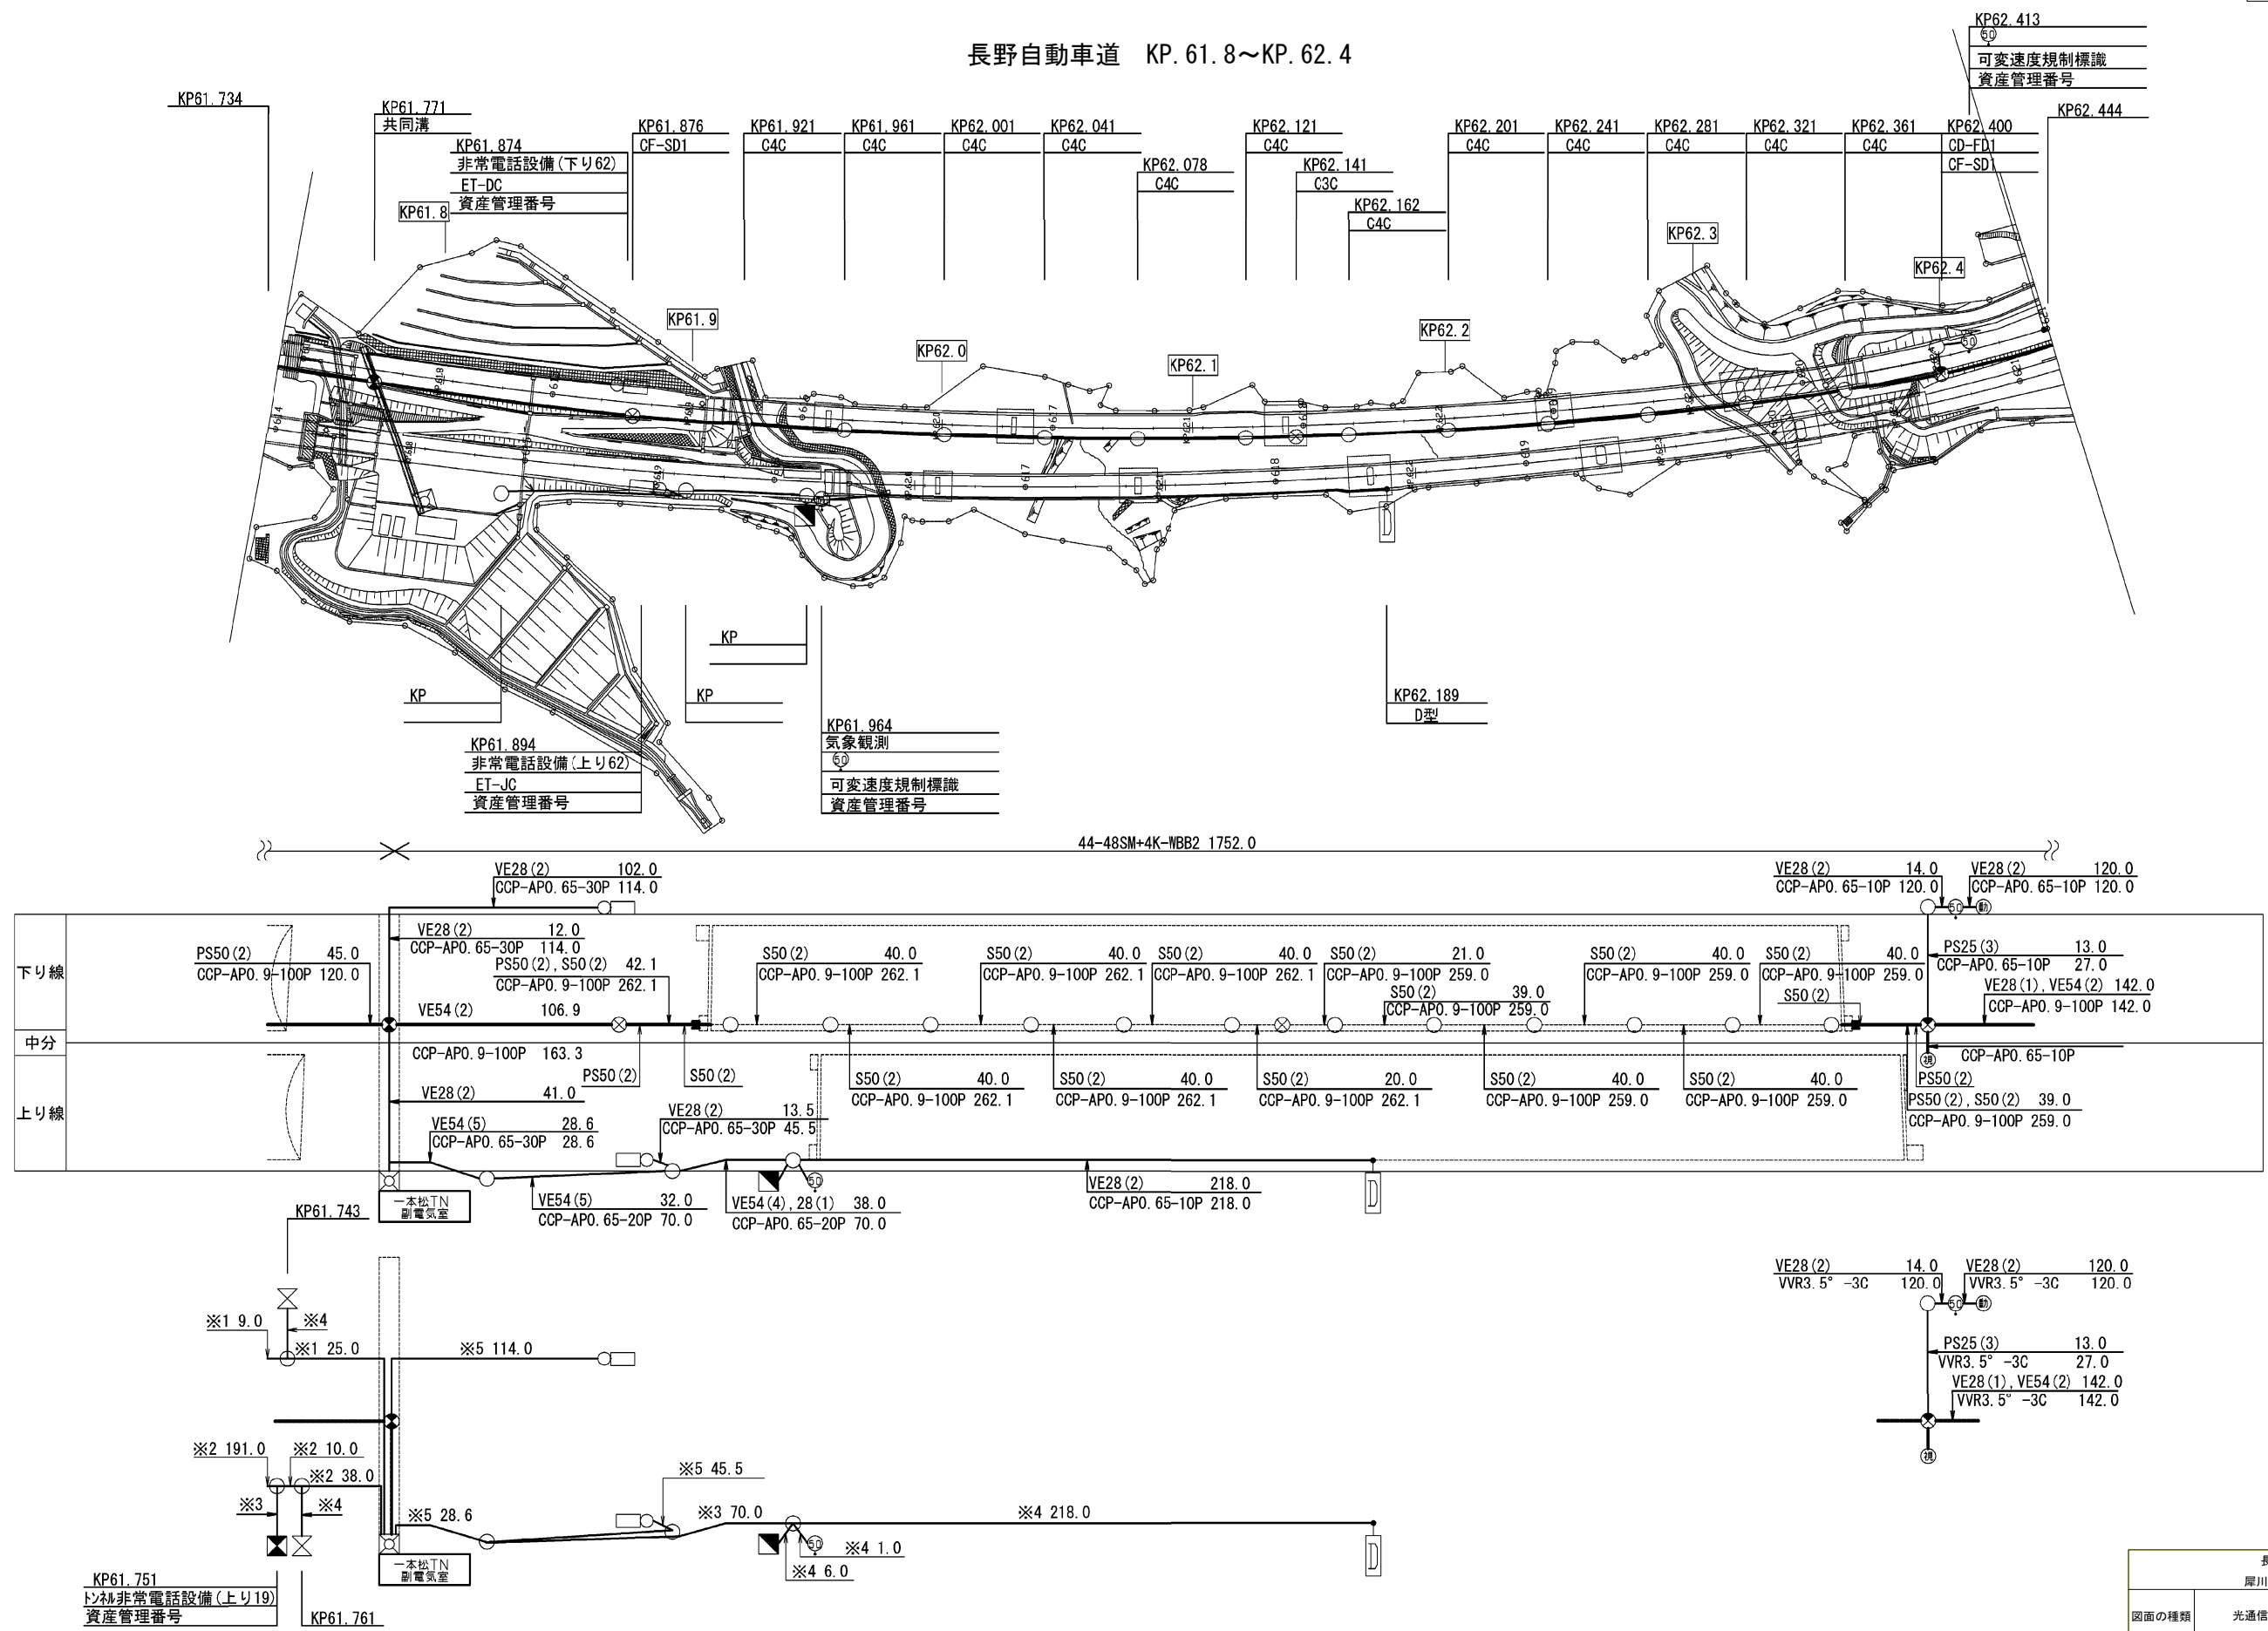 長野自動車道 KP.61.8～KP.62.4
KP62.413
50
可変速度規制標識
資産管理番号
KP61.734
KP61.771
共同溝
KP61.874
非常電話設備(下り62)
ET-DC
資産管理番号
KP61.876
CF-SD1
KP61.921
C4C
KP61.961
C4C
KP62.001
C4C
KP62.041
C4C
KP62.078
C4C
KP62.121
C4C
KP62.141
C3C
KP62.162
C4C
KP62.201
C4C
KP62.241
C4C
KP62.281
C4C
KP62.321
C4C
KP62.361
C4C
KP62.400
CD-FD1
CF-SD1
KP62.444
KP61.8
KP61.9
KP62.0
KP62.1
KP62.2
KP62.3
KP62.4
KP
KP
KP
KP61.894
非常電話設備(上り62)
ET-JC
資産管理番号
KP61.964
気象観測
50
可変速度規制標識
資産管理番号
D
KP62.189
D型
44-48SM+4K-WBB2 1752.0
下り線
中分
上り線
VE28(2) 102.0
CCP-AP0.65-30P 114.0
VE28(2) 12.0
CCP-AP0.65-30P 114.0
PS50(2) 45.0
CCP-AP0.9-100P 120.0
PS50(2),S50(2) 42.1
CCP-AP0.9-100P 262.1
VE54(2) 106.9
CCP-AP0.9-100P 163.3
S50(2) 40.0
CCP-AP0.9-100P 262.1
S50(2) 40.0
CCP-AP0.9-100P 262.1
S50(2) 40.0
CCP-AP0.9-100P 262.1
S50(2) 21.0
CCP-AP0.9-100P 259.0
S50(2) 39.0
CCP-AP0.9-100P 259.0
S50(2) 40.0
CCP-AP0.9-100P 259.0
S50(2) 40.0
CCP-AP0.9-100P 259.0
S50(2)
VE28(2) 14.0
CCP-AP0.65-10P 120.0
VE28(2) 120.0
CCP-AP0.65-10P 120.0
50
PS25(3) 13.0
CCP-AP0.65-10P 27.0
VE28(1),VE54(2) 142.0
CCP-AP0.9-100P 142.0
CCP-AP0.65-10P
PS50(2)
PS50(2),S50(2) 39.0
CCP-AP0.9-100P 259.0
PS50(2)
S50(2)
S50(2) 40.0
CCP-AP0.9-100P 262.1
S50(2) 40.0
CCP-AP0.9-100P 262.1
S50(2) 20.0
CCP-AP0.9-100P 262.1
S50(2) 40.0
CCP-AP0.9-100P 259.0
S50(2) 40.0
CCP-AP0.9-100P 259.0
VE28(2) 41.0
VE54(5) 28.6
CCP-AP0.65-30P 28.6
VE28(2) 13.5
CCP-AP0.65-30P 45.5
VE54(5) 32.0
CCP-AP0.65-20P 70.0
VE54(4),28(1) 38.0
CCP-AP0.65-20P 70.0
50
VE28(2) 218.0
CCP-AP0.65-10P 218.0
D
一本松TN
副電気室
KP61.743
※1 9.0
※4
※1 25.0
※5 114.0
※2 191.0
※2 10.0
※2 38.0
※3
※4
※5 28.6
※5 45.5
※3 70.0
※4 218.0
50
※4 1.0
※4 6.0
D
一本松TN
副電気室
KP61.751
ﾄﾝﾈﾙ非常電話設備(上り19)
資産管理番号
KP61.761
VE28(2) 14.0
VVR3.5°-3C 120.0
VE28(2) 120.0
VVR3.5°-3C 120.0
50
PS25(3) 13.0
VVR3.5°-3C 27.0
VE28(1),VE54(2) 142.0
VVR3.5°-3C 142.0
犀川
図面の種類
光通信